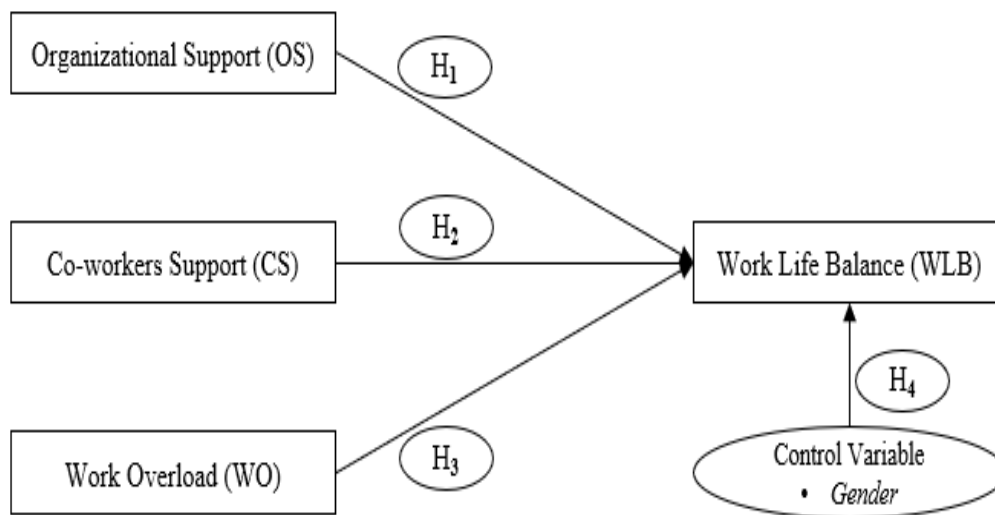 Organizational Support (OS)
H1
Co-workers Support (CS)
H2
Work Life Balance (WLB)
H4
Work Overload (WO)
H3
Control Variable
• Gender